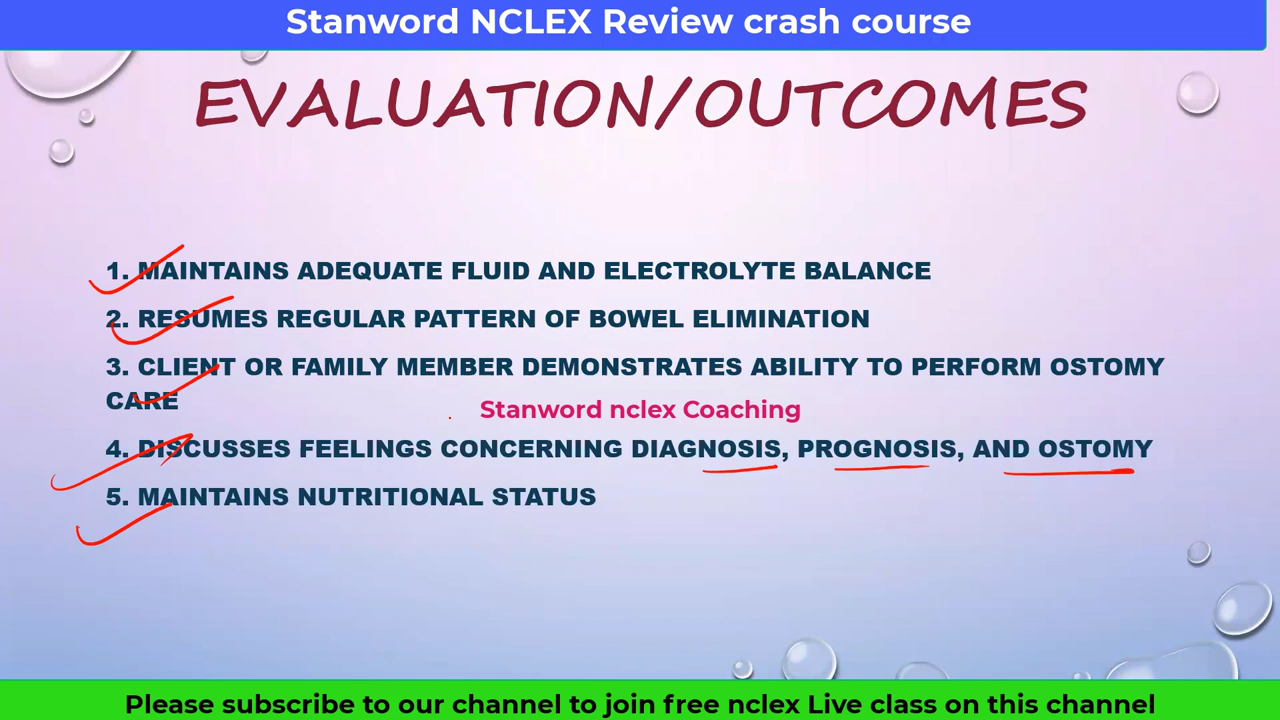 Stanword NCLEX Review crash course
EVALUATION/OUTCOMES
1. MAINTAINS ADEQUATE FLUID AND ELECTROLYTE BALANCE
2. RESUMES REGULAR PATTERN OF BOWEL ELIMINATION
3. CLIENT OR FAMILY MEMBER DEMONSTRATES ABILITY TO PERFORM OSTOMY
CARE
Stanword nclex Coaching
4. DISCUSSES FEELINGS CONCERNING DIAGNOSIS, PROGNOSIS, AND OSTOMY
5. MAINTAINS NUTRITIONAL STATUS
Please subscribe to our channel to join free nclex Live class on this channel